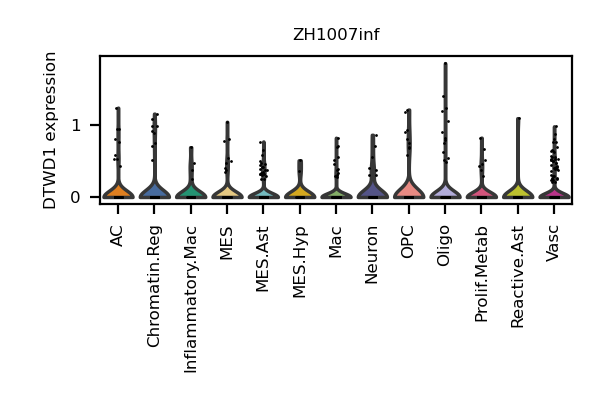 ZH1007inf
DTWD1 expression
1
0
AC
Chromatin.Reg
Inflammatory.Mac
MES
MES.Ast
MES.Hyp
Mac
Neuron
OPC
Oligo
Prolif.Metab
Reactive.Ast
Vasc